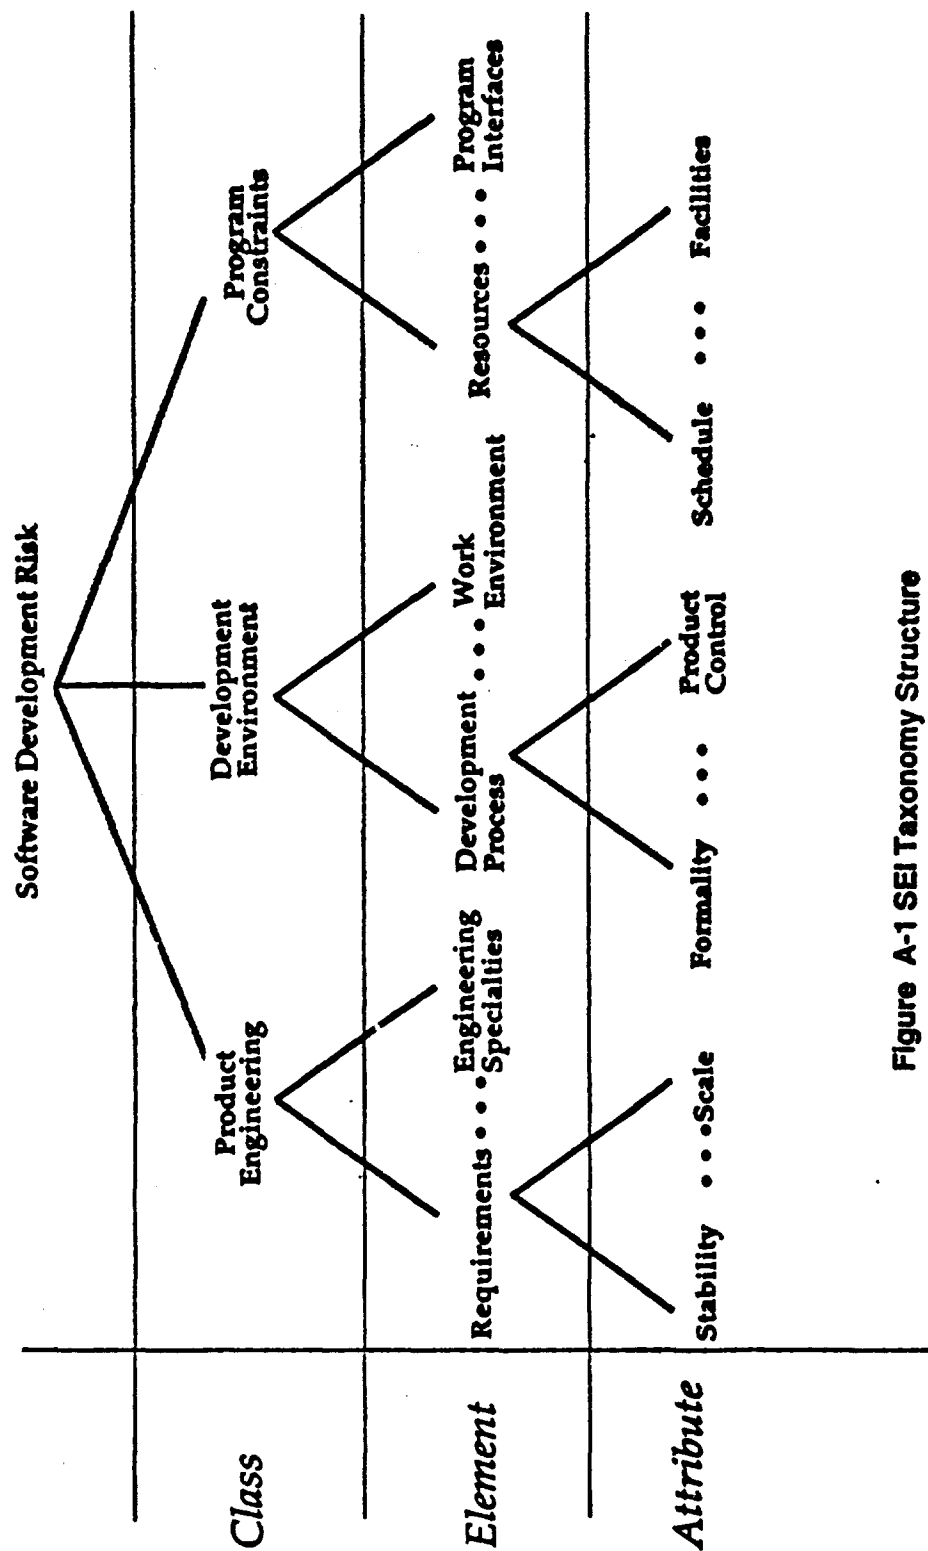 Software Development Risk
Class
Product
Engineering
Development
Environment
Program
Constraints
Element
Requirements • • •
Engineering
Specialties
Development
Process
• • •
Work
Environment
Resources • • •
Program
Interfaces
Attribute
Stability • • • Scale
Formality • • •
Product
Control
Schedule • • • Facilities
Figure A-1 SEI Taxonomy Structure